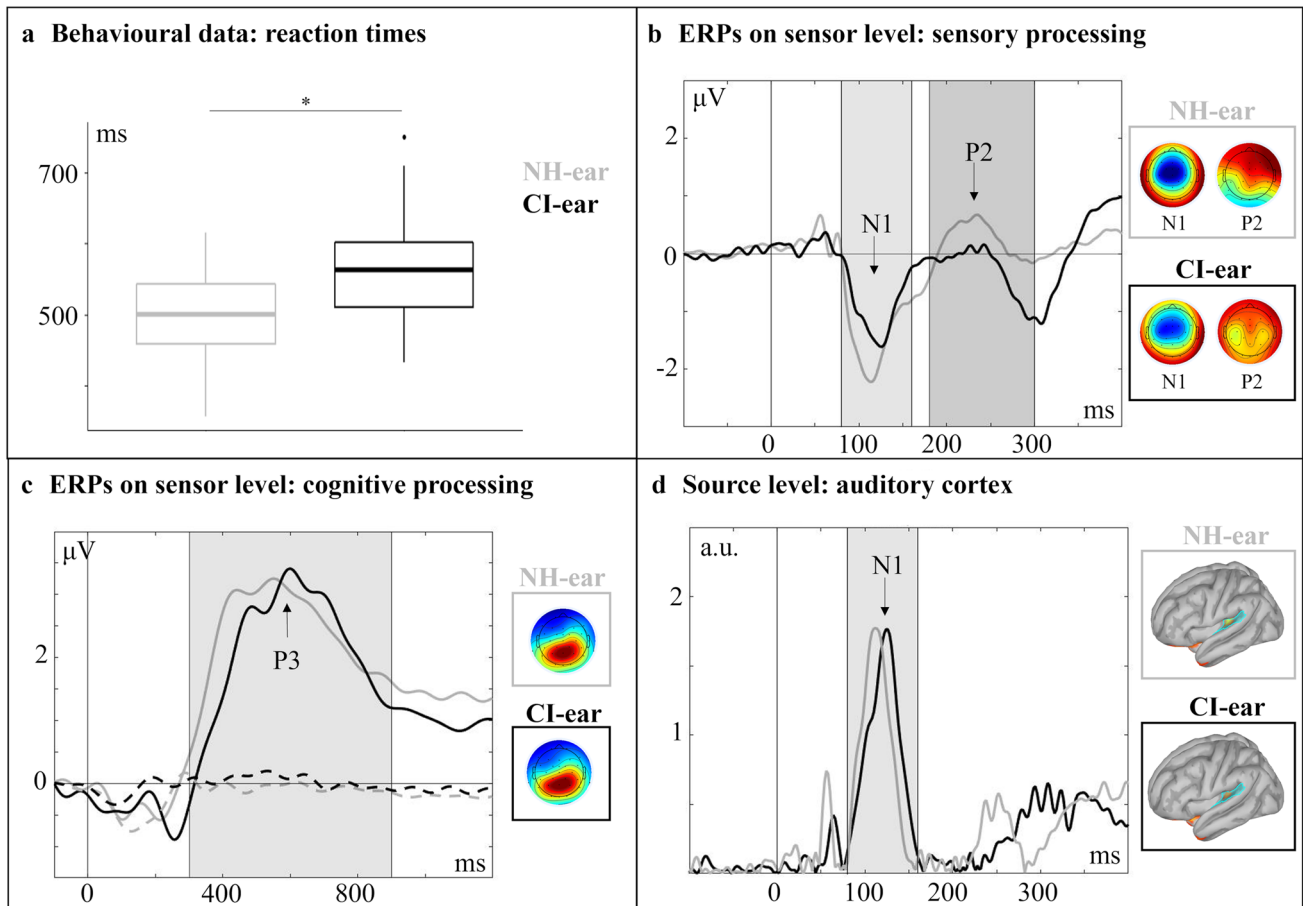 a Behavioural data: reaction times
ms
*
700
500
NH-ear
CI-ear
b ERPs on sensor level: sensory processing
μV
2
0
-2
N1
P2
ms
0 100 200 300
NH-ear
N1 P2
CI-ear
N1 P2
c ERPs on sensor level: cognitive processing
μV
2
0
P3
ms
0 400 800
NH-ear
CI-ear
d Source level: auditory cortex
a.u.
2
1
0
N1
ms
0 100 200 300
NH-ear
CI-ear